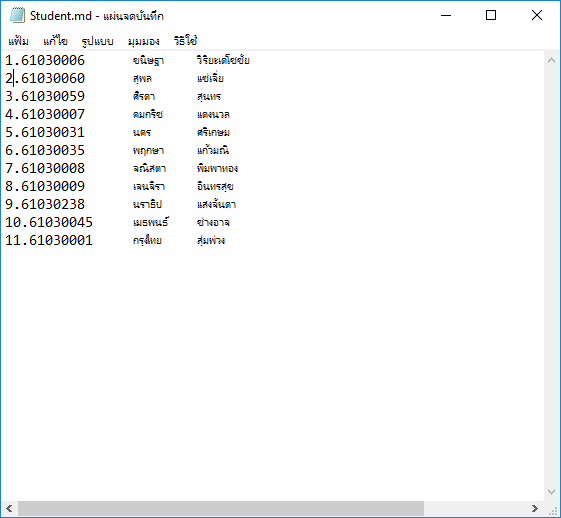 Student.md - แผ่นจดบันทึก
แฟ้ม แก้ไข รูปแบบ มุมมอง วิธีใช้
1.61030006 ขนิษฐา วิริยะเดโชชัย
2.61030060 สุพล แซ่เจี่ย
3.61030059 ศิรดา สุนทร
4.61030007 คมกริช แดงนวล
5.61030031 นคร ศรีเกษม
6.61030035 พฤกษา แก้วมณี
7.61030008 จณิสตา พิมพาทอง
8.61030009 เจนจิรา อินทรสุข
9.61030238 นราธิป แสงจันดา
10.61030045 เมธพนธ์ ช่างอาจ
11.61030001 กรุงไทย สุ่มพ่วง